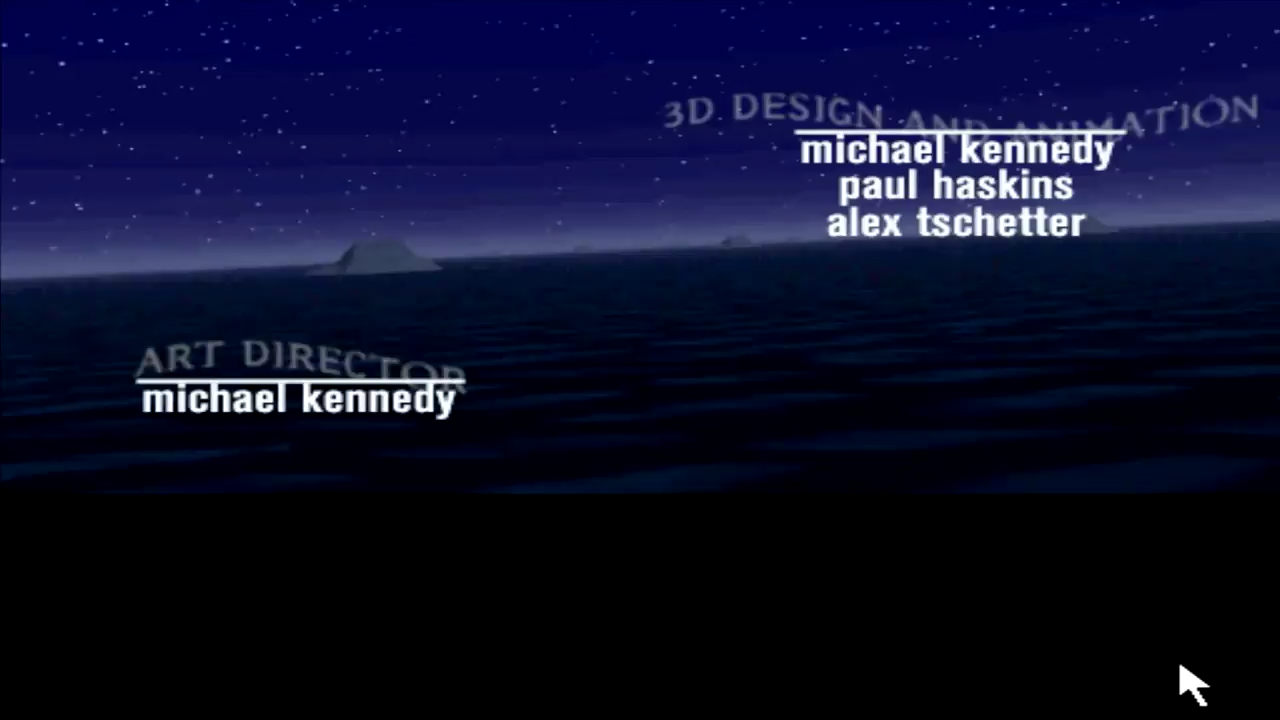 3D DESIGN AND ANIMATION
michael kennedy
paul haskins
alex tschetter
ART DIRECTOR
michael kennedy